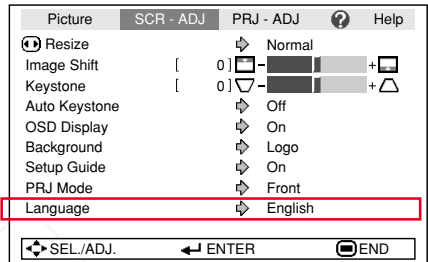 Picture SCR - ADJ PRJ - ADJ ? Help
Resize Normal
Image Shift [ 0 ] - +
Keystone [ 0 ] - +
Auto Keystone Off
OSD Display On
Background Logo
Setup Guide On
PRJ Mode Front
Language English
SEL./ADJ. ENTER END